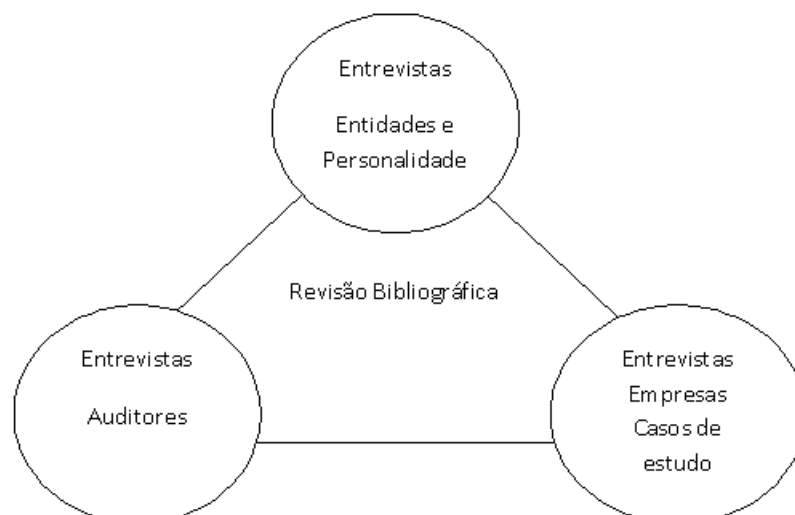 Entrevistas
Entidades e
Personalidade
Revisão Bibliográfica
Entrevistas
Auditores
Entrevistas
Empresas
Casos de
estudo